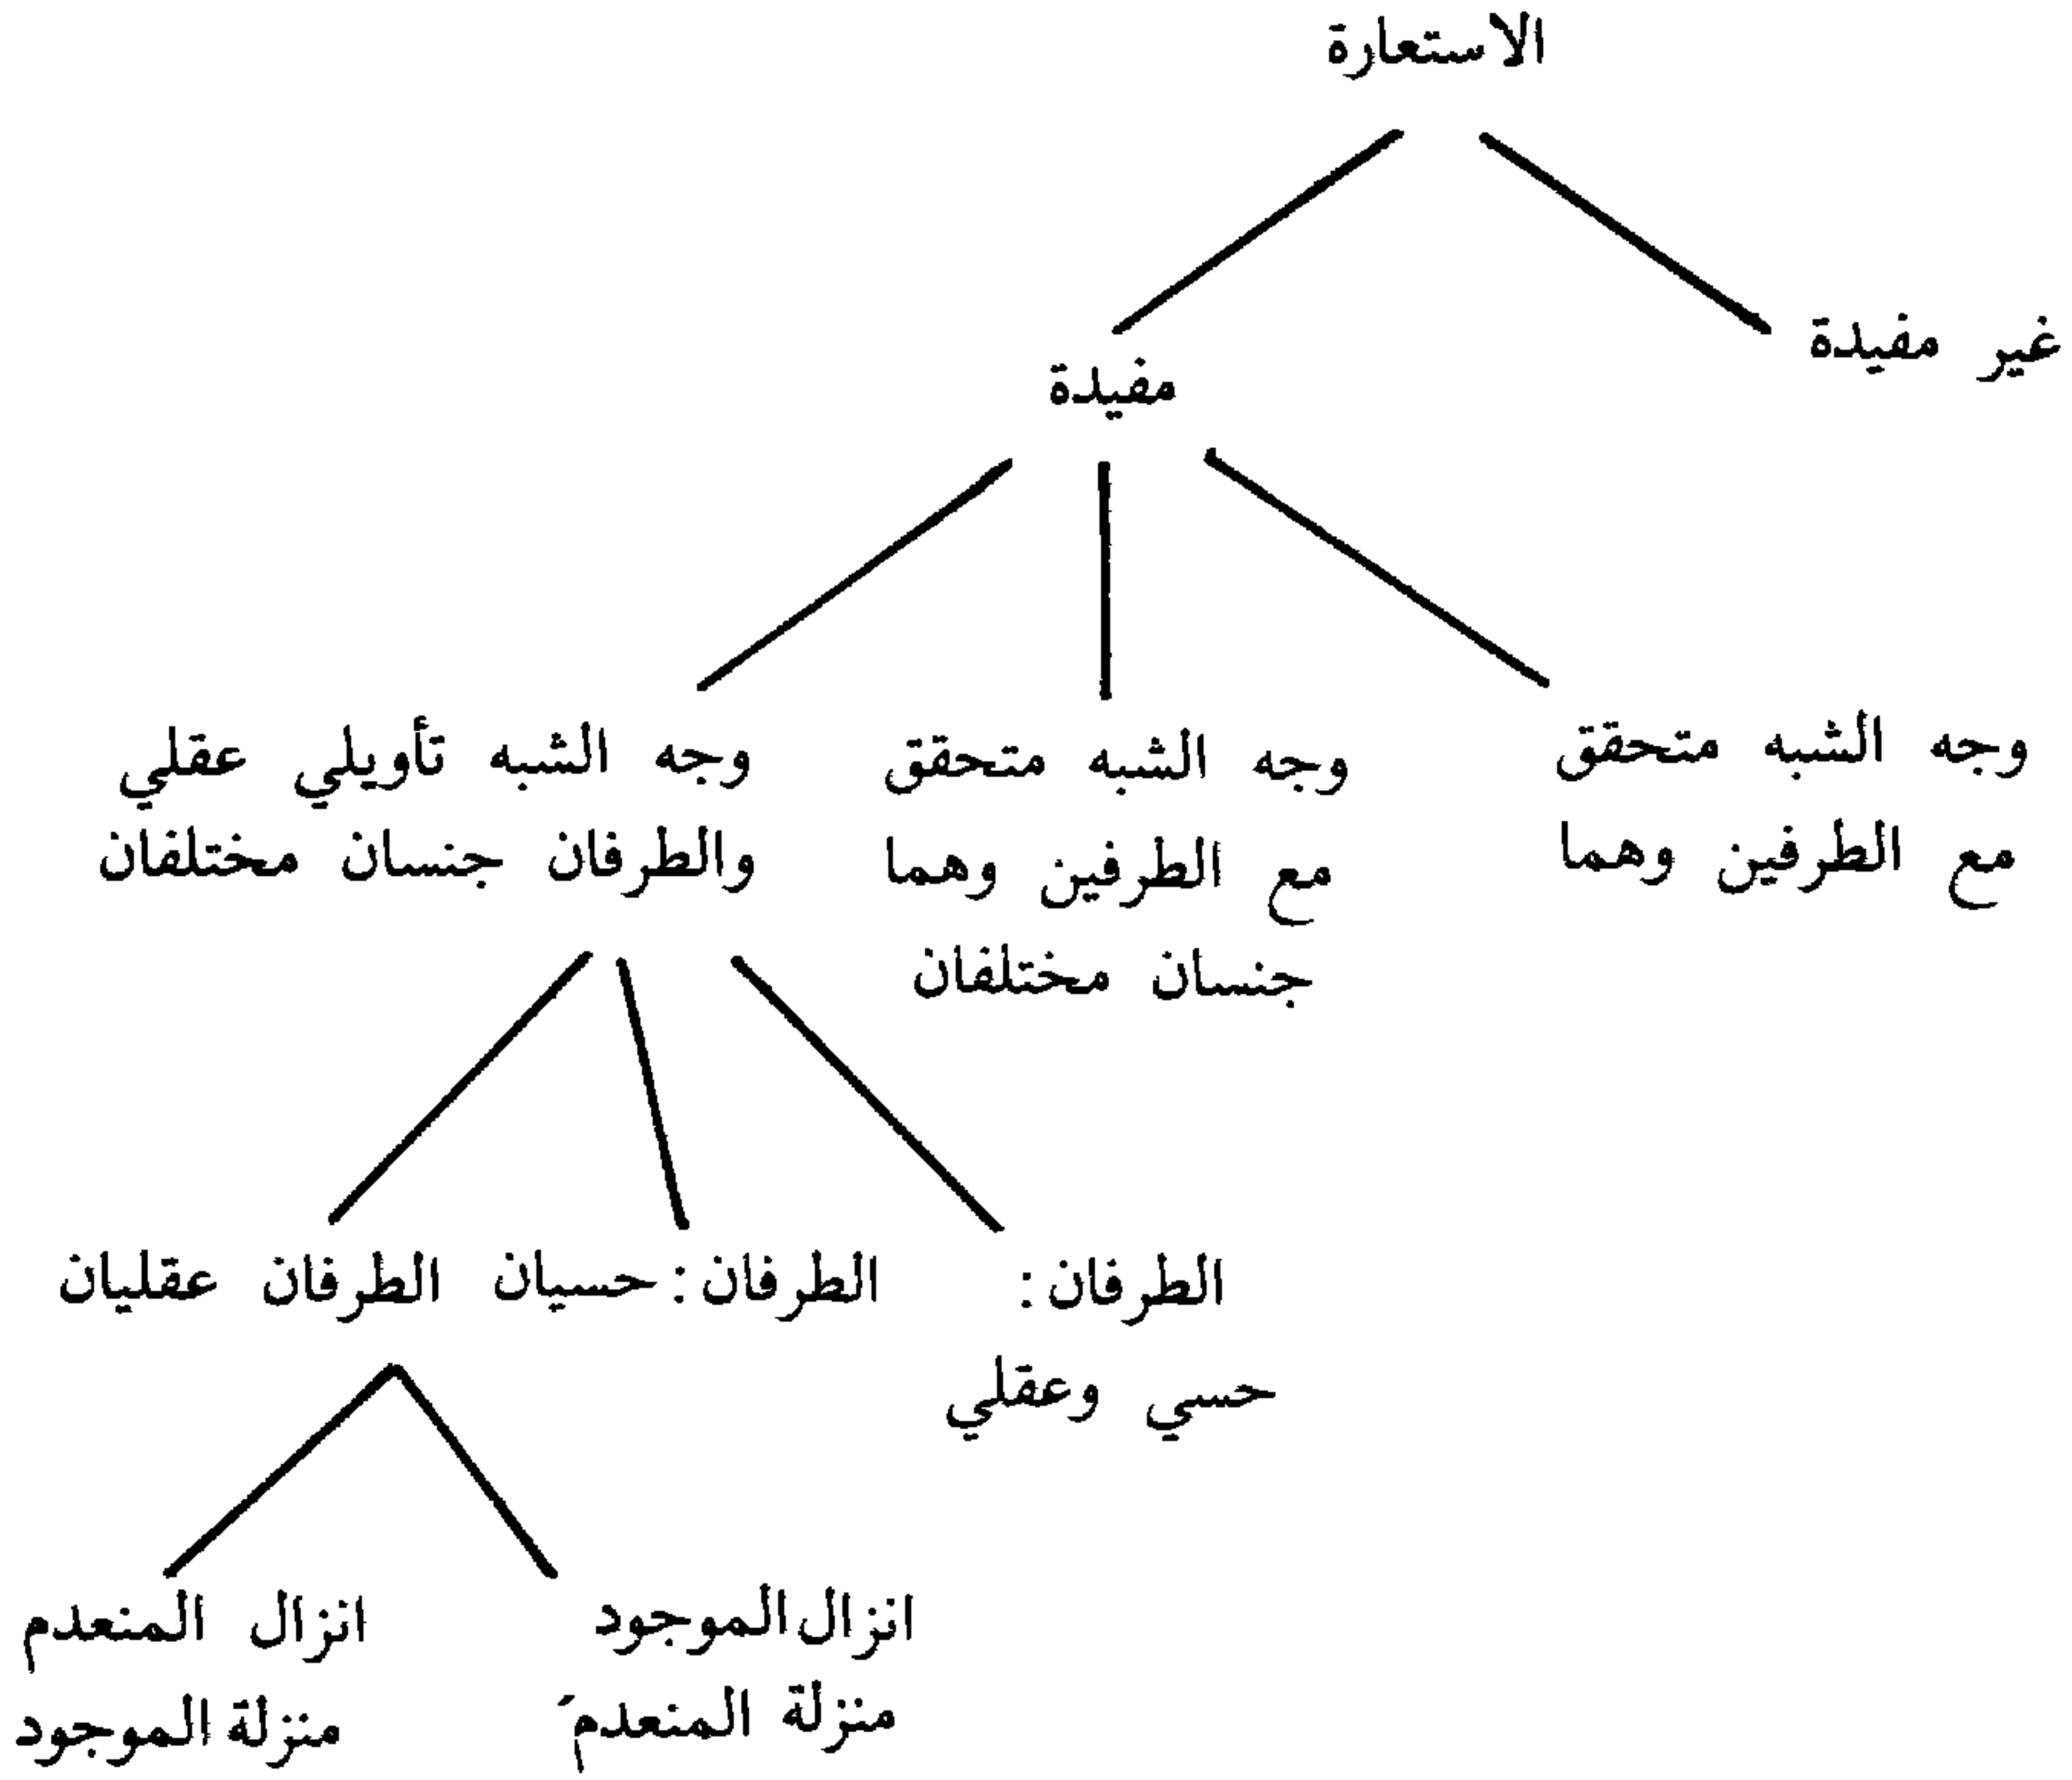 الاستعارة
غير مفيدة
مفيدة
وجه الشبه متحقق
مع الطرفين وهما
وجه الشبه متحقق
مع الطرفين وهما
جنسان مختلفان
وجه الشبه تأويلي عقلي
والطرفان جنسان مختلفان
الطرفان:
حسي وعقلي
الطرفان: حسيان
الطرفان عقليان
انزال الموجود
منزلة المنعدم
انزال المنعدم
منزلة الموجود